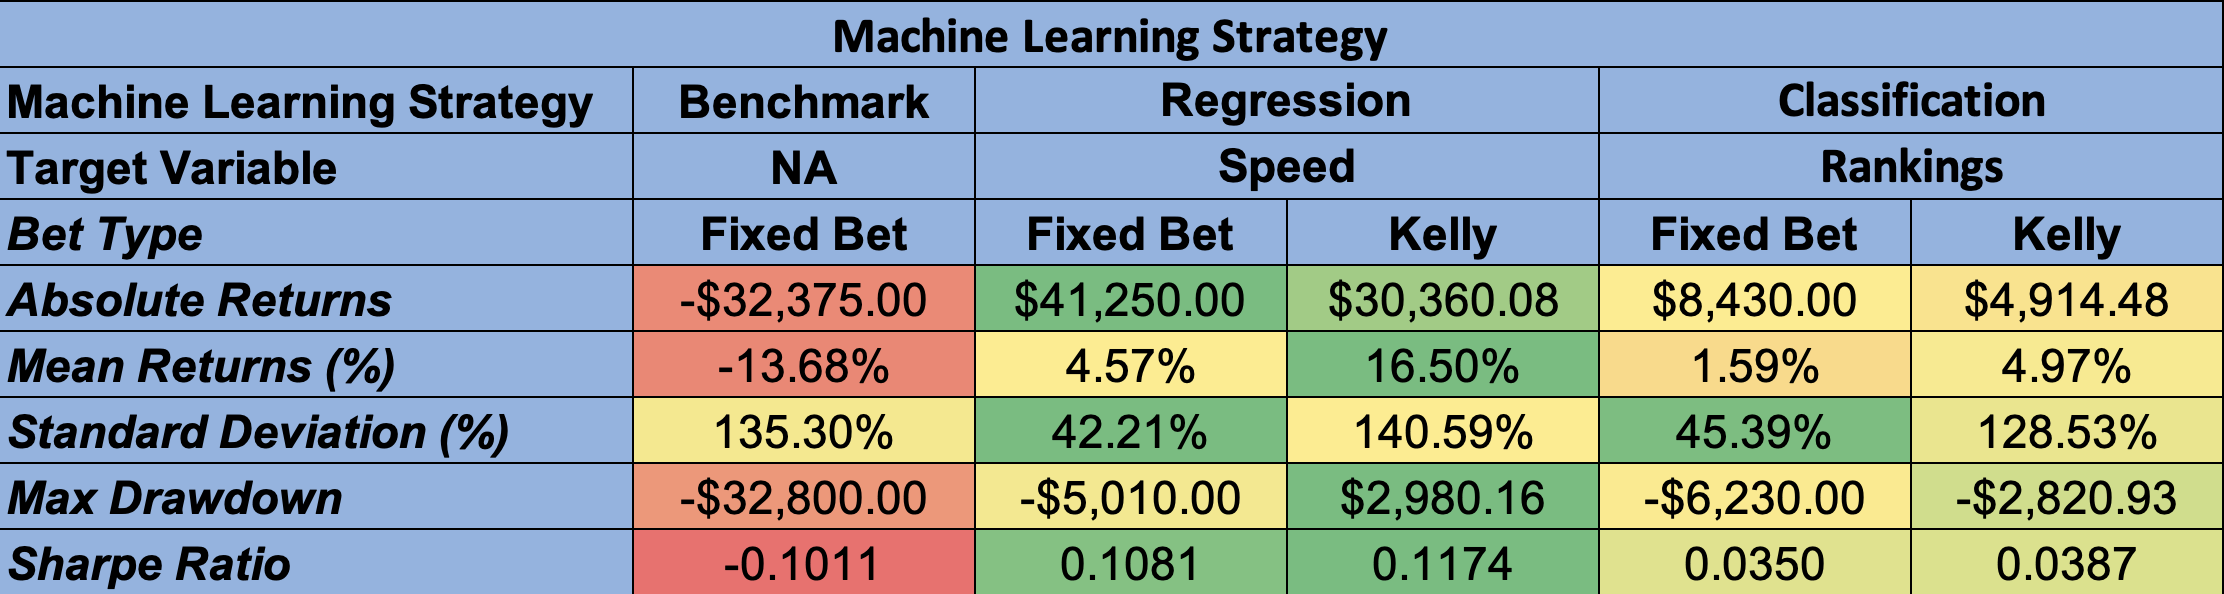 Machine Learning Strategy
Machine Learning Strategy Benchmark Regression Classification
Target Variable NA Speed Rankings
Bet Type Fixed Bet Fixed Bet Kelly Fixed Bet Kelly
Absolute Returns -$32,375.00 $41,250.00 $30,360.08 $8,430.00 $4,914.48
Mean Returns (%) -13.68% 4.57% 16.50% 1.59% 4.97%
Standard Deviation (%) 135.30% 42.21% 140.59% 45.39% 128.53%
Max Drawdown -$32,800.00 -$5,010.00 $2,980.16 -$6,230.00 -$2,820.93
Sharpe Ratio -0.1011 0.1081 0.1174 0.0350 0.0387